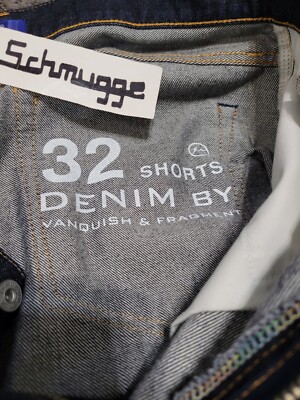 Schmugge
32 SHORTS
DENIM BY
VANQUISH & FRAGMENT